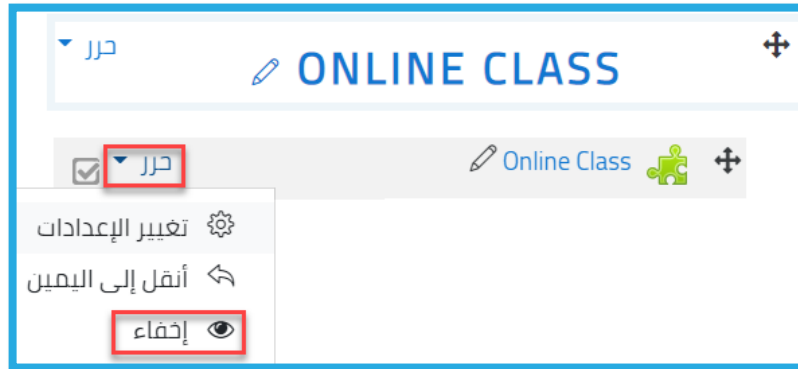 ONLINE CLASS حرر
Online Class حرر
تغيير الإعدادات
أنقل إلى اليمين
إخفاء